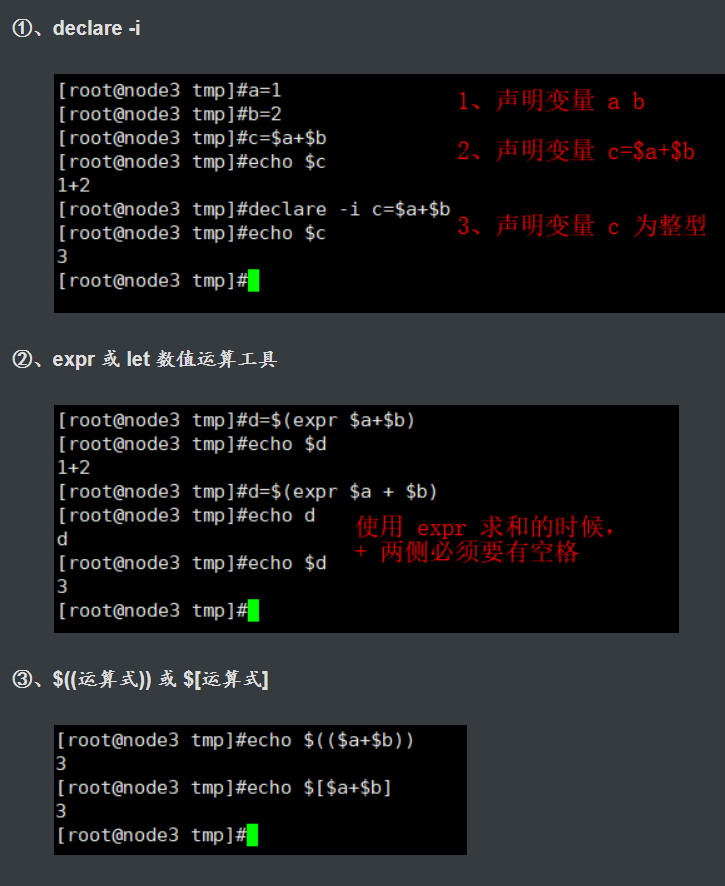 ①、declare -i
[root@node3 tmp]#a=1
[root@node3 tmp]#b=2
[root@node3 tmp]#c=$a+$b
[root@node3 tmp]#echo $c
1+2
[root@node3 tmp]#declare -i c=$a+$b
[root@node3 tmp]#echo $c
3
[root@node3 tmp]#
1、声明变量 a b
2、声明变量 c=$a+$b
3、声明变量 c 为整型
②、expr 或 let 数值运算工具
[root@node3 tmp]#d=$(expr $a+$b)
[root@node3 tmp]#echo $d
1+2
[root@node3 tmp]#d=$(expr $a + $b)
[root@node3 tmp]#echo d
d
[root@node3 tmp]#echo $d
3
[root@node3 tmp]#
使用 expr 求和的时候，
+ 两侧必须要有空格
③、$((运算式)) 或 $[运算式]
[root@node3 tmp]#echo $(($a+$b))
3
[root@node3 tmp]#echo $[$a+$b]
3
[root@node3 tmp]#